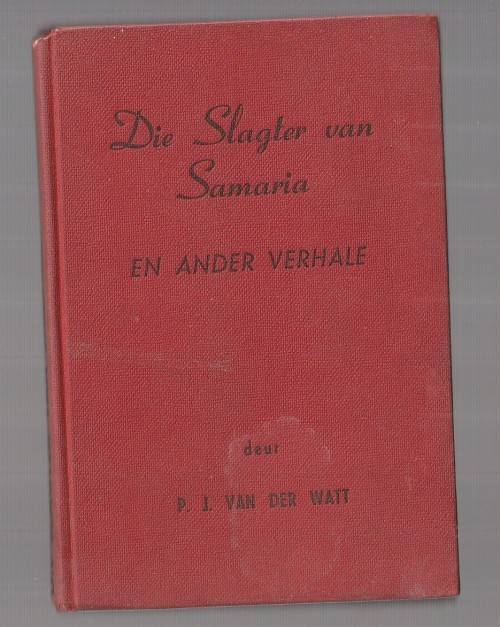 Die Slagter van
Samaria
EN ANDER VERHALE
deur
P. J. VAN DER WATT